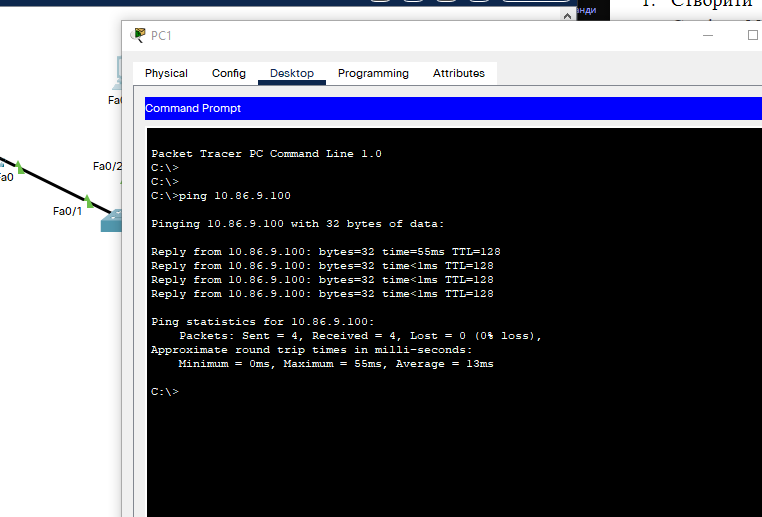 1. Створити
нди
PC1
Physical Config Desktop Programming Attributes
Command Prompt
Packet Tracer PC Command Line 1.0
C:\>
C:\>
C:\>ping 10.86.9.100
Pinging 10.86.9.100 with 32 bytes of data:
Reply from 10.86.9.100: bytes=32 time=55ms TTL=128
Reply from 10.86.9.100: bytes=32 time<1ms TTL=128
Reply from 10.86.9.100: bytes=32 time<1ms TTL=128
Reply from 10.86.9.100: bytes=32 time<1ms TTL=128
Ping statistics for 10.86.9.100:
Packets: Sent = 4, Received = 4, Lost = 0 (0% loss),
Approximate round trip times in milli-seconds:
Minimum = 0ms, Maximum = 55ms, Average = 13ms
C:\>
Fa0/2
a0
Fa0/1